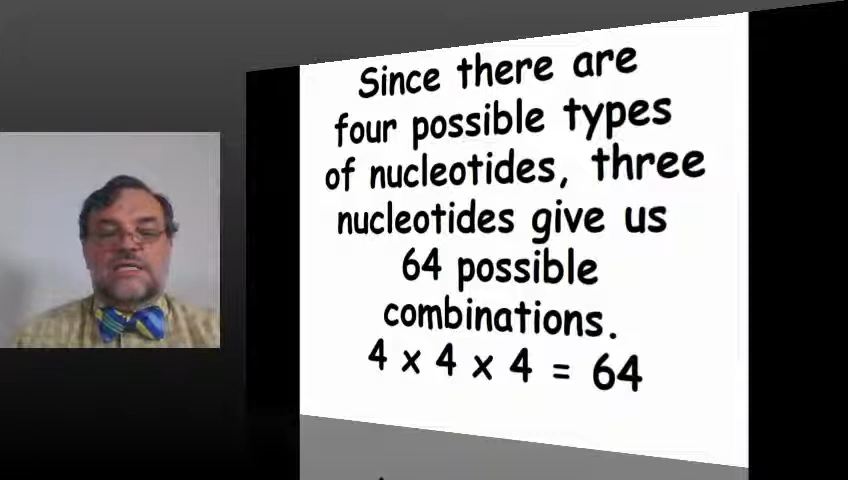 Since there are
four possible types
of nucleotides, three
nucleotides give us
64 possible
combinations.
4 x 4 x 4 = 64